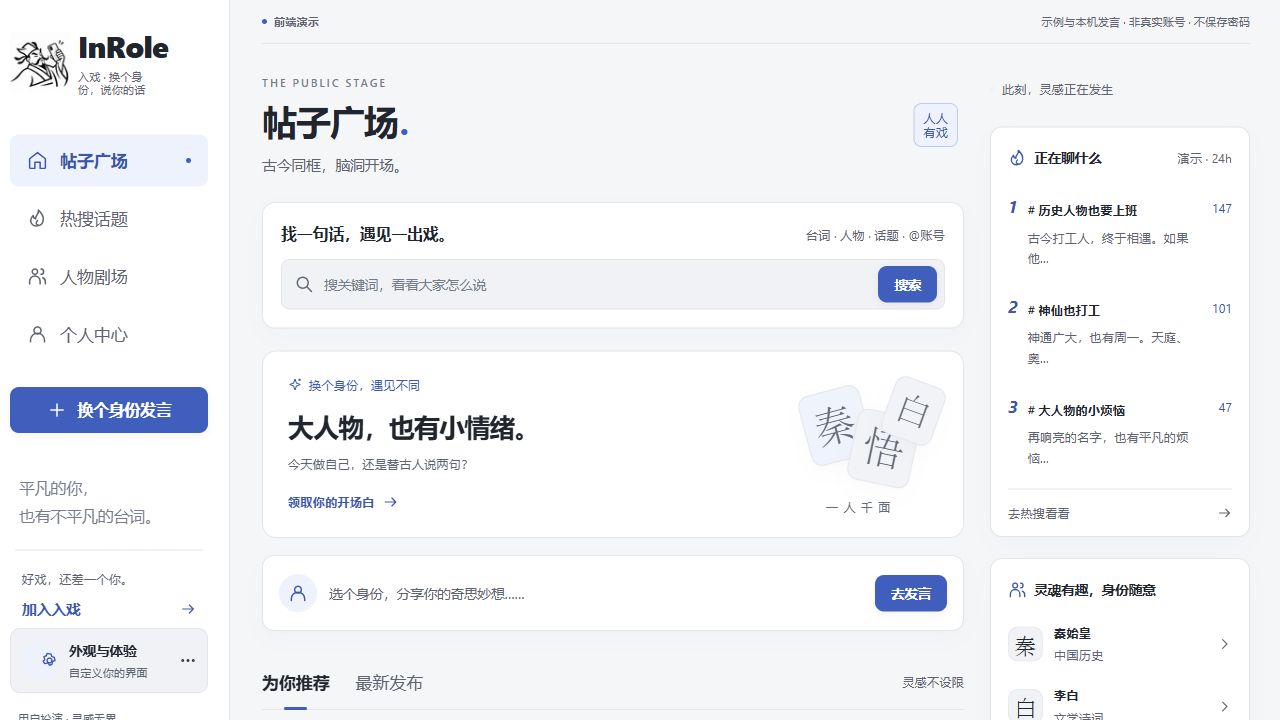 InRole
入戏 · 换个身
份，说你的话
帖子广场
热搜话题
人物剧场
个人中心
换个身份发言
平凡的你，
也有不平凡的台词。
好戏，还差一个你。
加入入戏
外观与体验
自定义你的界面
前端演示
示例与本机发言 · 非真实账号 · 不保存密码
THE PUBLIC STAGE
帖子广场.
古今同框，脑洞开场。
人人
有戏
找一句话，遇见一出戏。
台词 · 人物 · 话题 · @账号
搜关键词，看看大家怎么说
搜索
换个身份，遇见不同
大人物，也有小情绪。
今天做自己，还是替古人说两句？
领取你的开场白
秦
悟
白
一人千面
选个身份，分享你的奇思妙想……
去发言
为你推荐
最新发布
灵感不设限
此刻，灵感正在发生
正在聊什么
演示 · 24h
1 # 历史人物也要上班 147
古今打工人，终于相遇。如果
他...
2 # 神仙也打工 101
神通广大，也有周一。天庭、
奥...
3 # 大人物的小烦恼 47
再响亮的名字，也有平凡的烦
恼...
去热搜看看
灵魂有趣，身份随意
秦
秦始皇
中国历史
白
李白
文学诗词